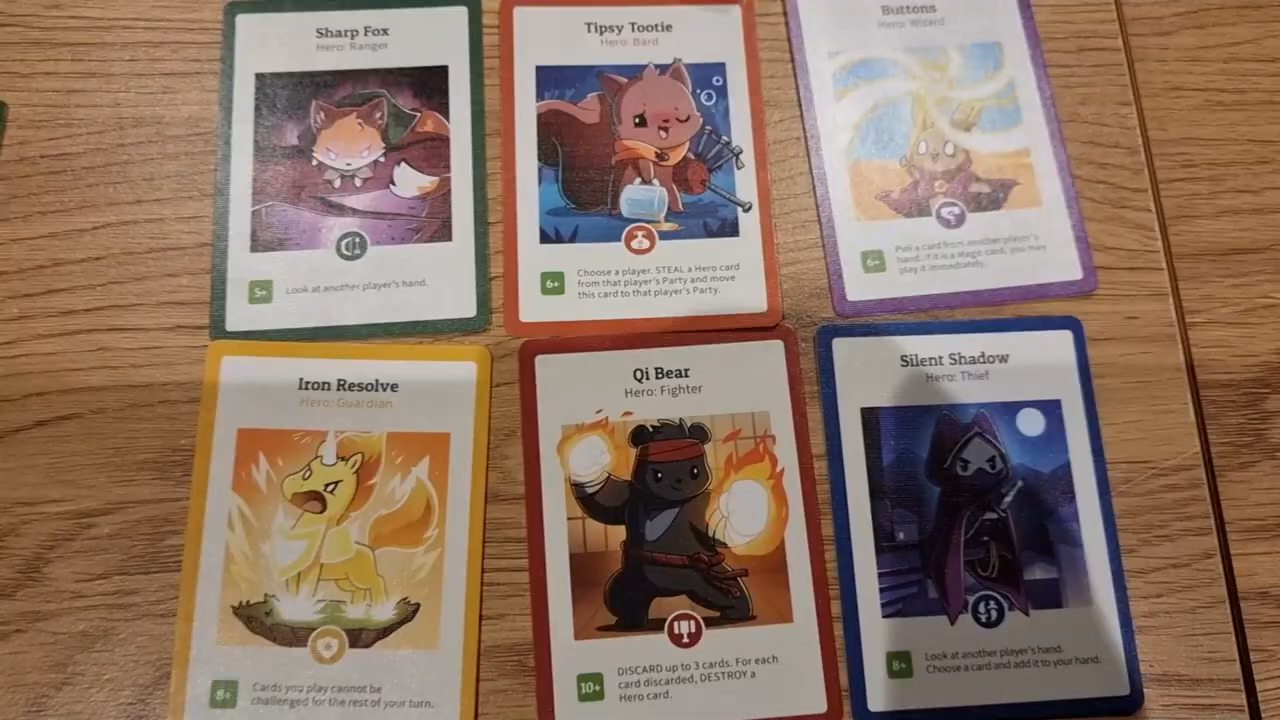 Sharp Fox
Hero: Ranger
5+
Look at another player's hand.
Tipsy Tootie
Hero: Bard
6+
Choose a player. STEAL a Hero card
from that player's Party and move
this card to that player's Party.
Buttons
Hero: Wizard
6+
Pull a card from another player's
hand. If it is a Magic card, you may
play it immediately.
Iron Resolve
Hero: Guardian
8+
Cards you play cannot be
challenged for the rest of your turn.
Qi Bear
Hero: Fighter
10+
DISCARD up to 3 cards. For each
card discarded, DESTROY a
Hero card.
Silent Shadow
Hero: Thief
8+
Look at another player's hand.
Choose a card and add it to your hand.